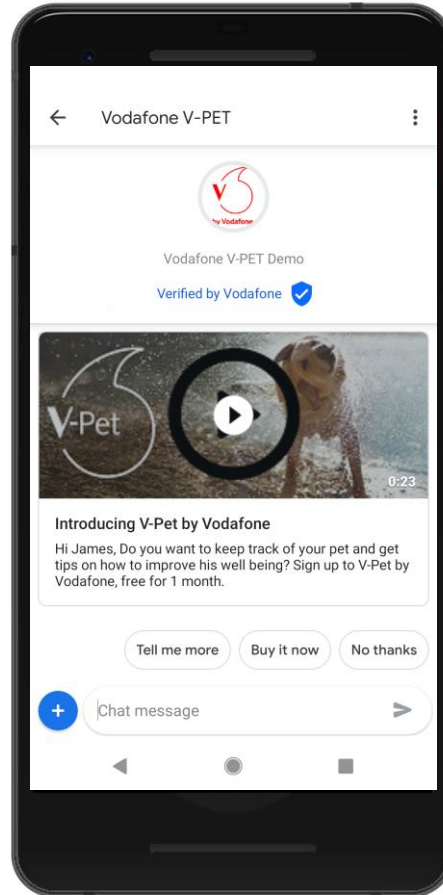 Vodafone V-PET
V
by Vodafone
Vodafone V-PET Demo
Verified by Vodafone
V-Pet
0:23
Introducing V-Pet by Vodafone
Hi James, Do you want to keep track of your pet and get
tips on how to improve his well being? Sign up to V-Pet by
Vodafone, free for 1 month.
Tell me more
Buy it now
No thanks
Chat message